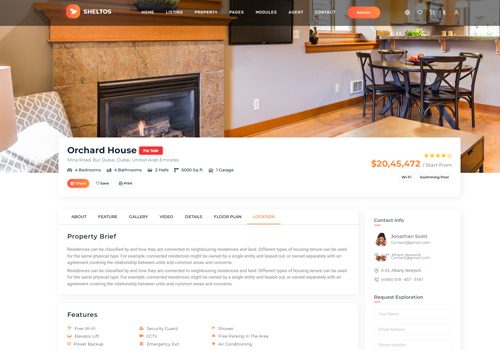 SHELTOS
HOME LISTING PROPERTY PAGES MODULES AGENT CONTACT Admin
Orchard House For Sale
Mina Road, Bur Dubai, Dubai, United Arab Emirates
4 Bedrooms 4 Bathrooms 2 Halls 5000 Sq ft 1 Garage
Share Save Print
$20,45,472 / Start From
Wi-Fi Swimming Pool
ABOUT FEATURE GALLERY VIDEO DETAILS FLOOR PLAN LOCATION
Property Brief
Residences can be classified by and how they are connected to neighbouring residences and land. Different types of housing tenure can be used
for the same physical type. For example, connected residences might be owned by a single entity and leased out, or owned separately with an
agreement covering the relationship between units and common areas and concerns.
Residences can be classified by and how they are connected to neighbouring residences and land. Different types of housing tenure can be used
for the same physical type. For example, connected residences might be owned by a single entity and leased out, or owned separately with an
agreement covering the relationship between units and common areas and concerns.
Features
Free Wi-Fi Security Guard Shower
Elevator Lift CCTV Free Parking In The Area
Power Backup Emergency Exit Air Conditioning
Contact Info
Jonathan Scott
Contact@gmail.com
Contact@gmail.com
A-32, Albany, Newyork.
Request Exploration
Your Name
Email Address
Phone Number